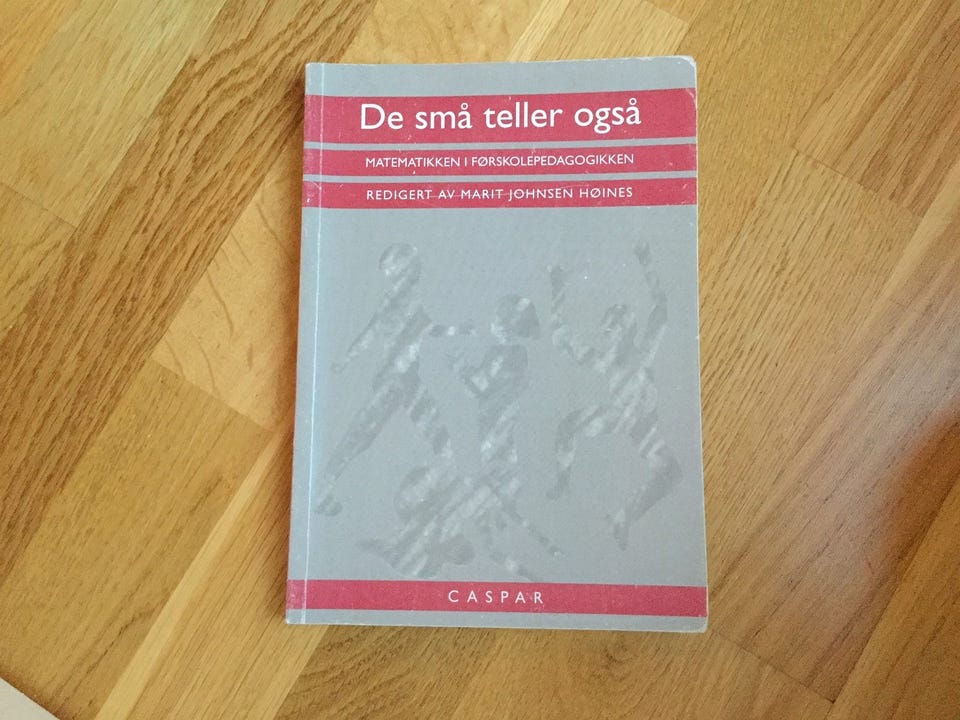 De små teller også
MATEMATIKKEN I FØRSKOLEPEDAGOGIKKEN
REDIGERT AV MARIT JOHNSEN HØINES
CASPAR